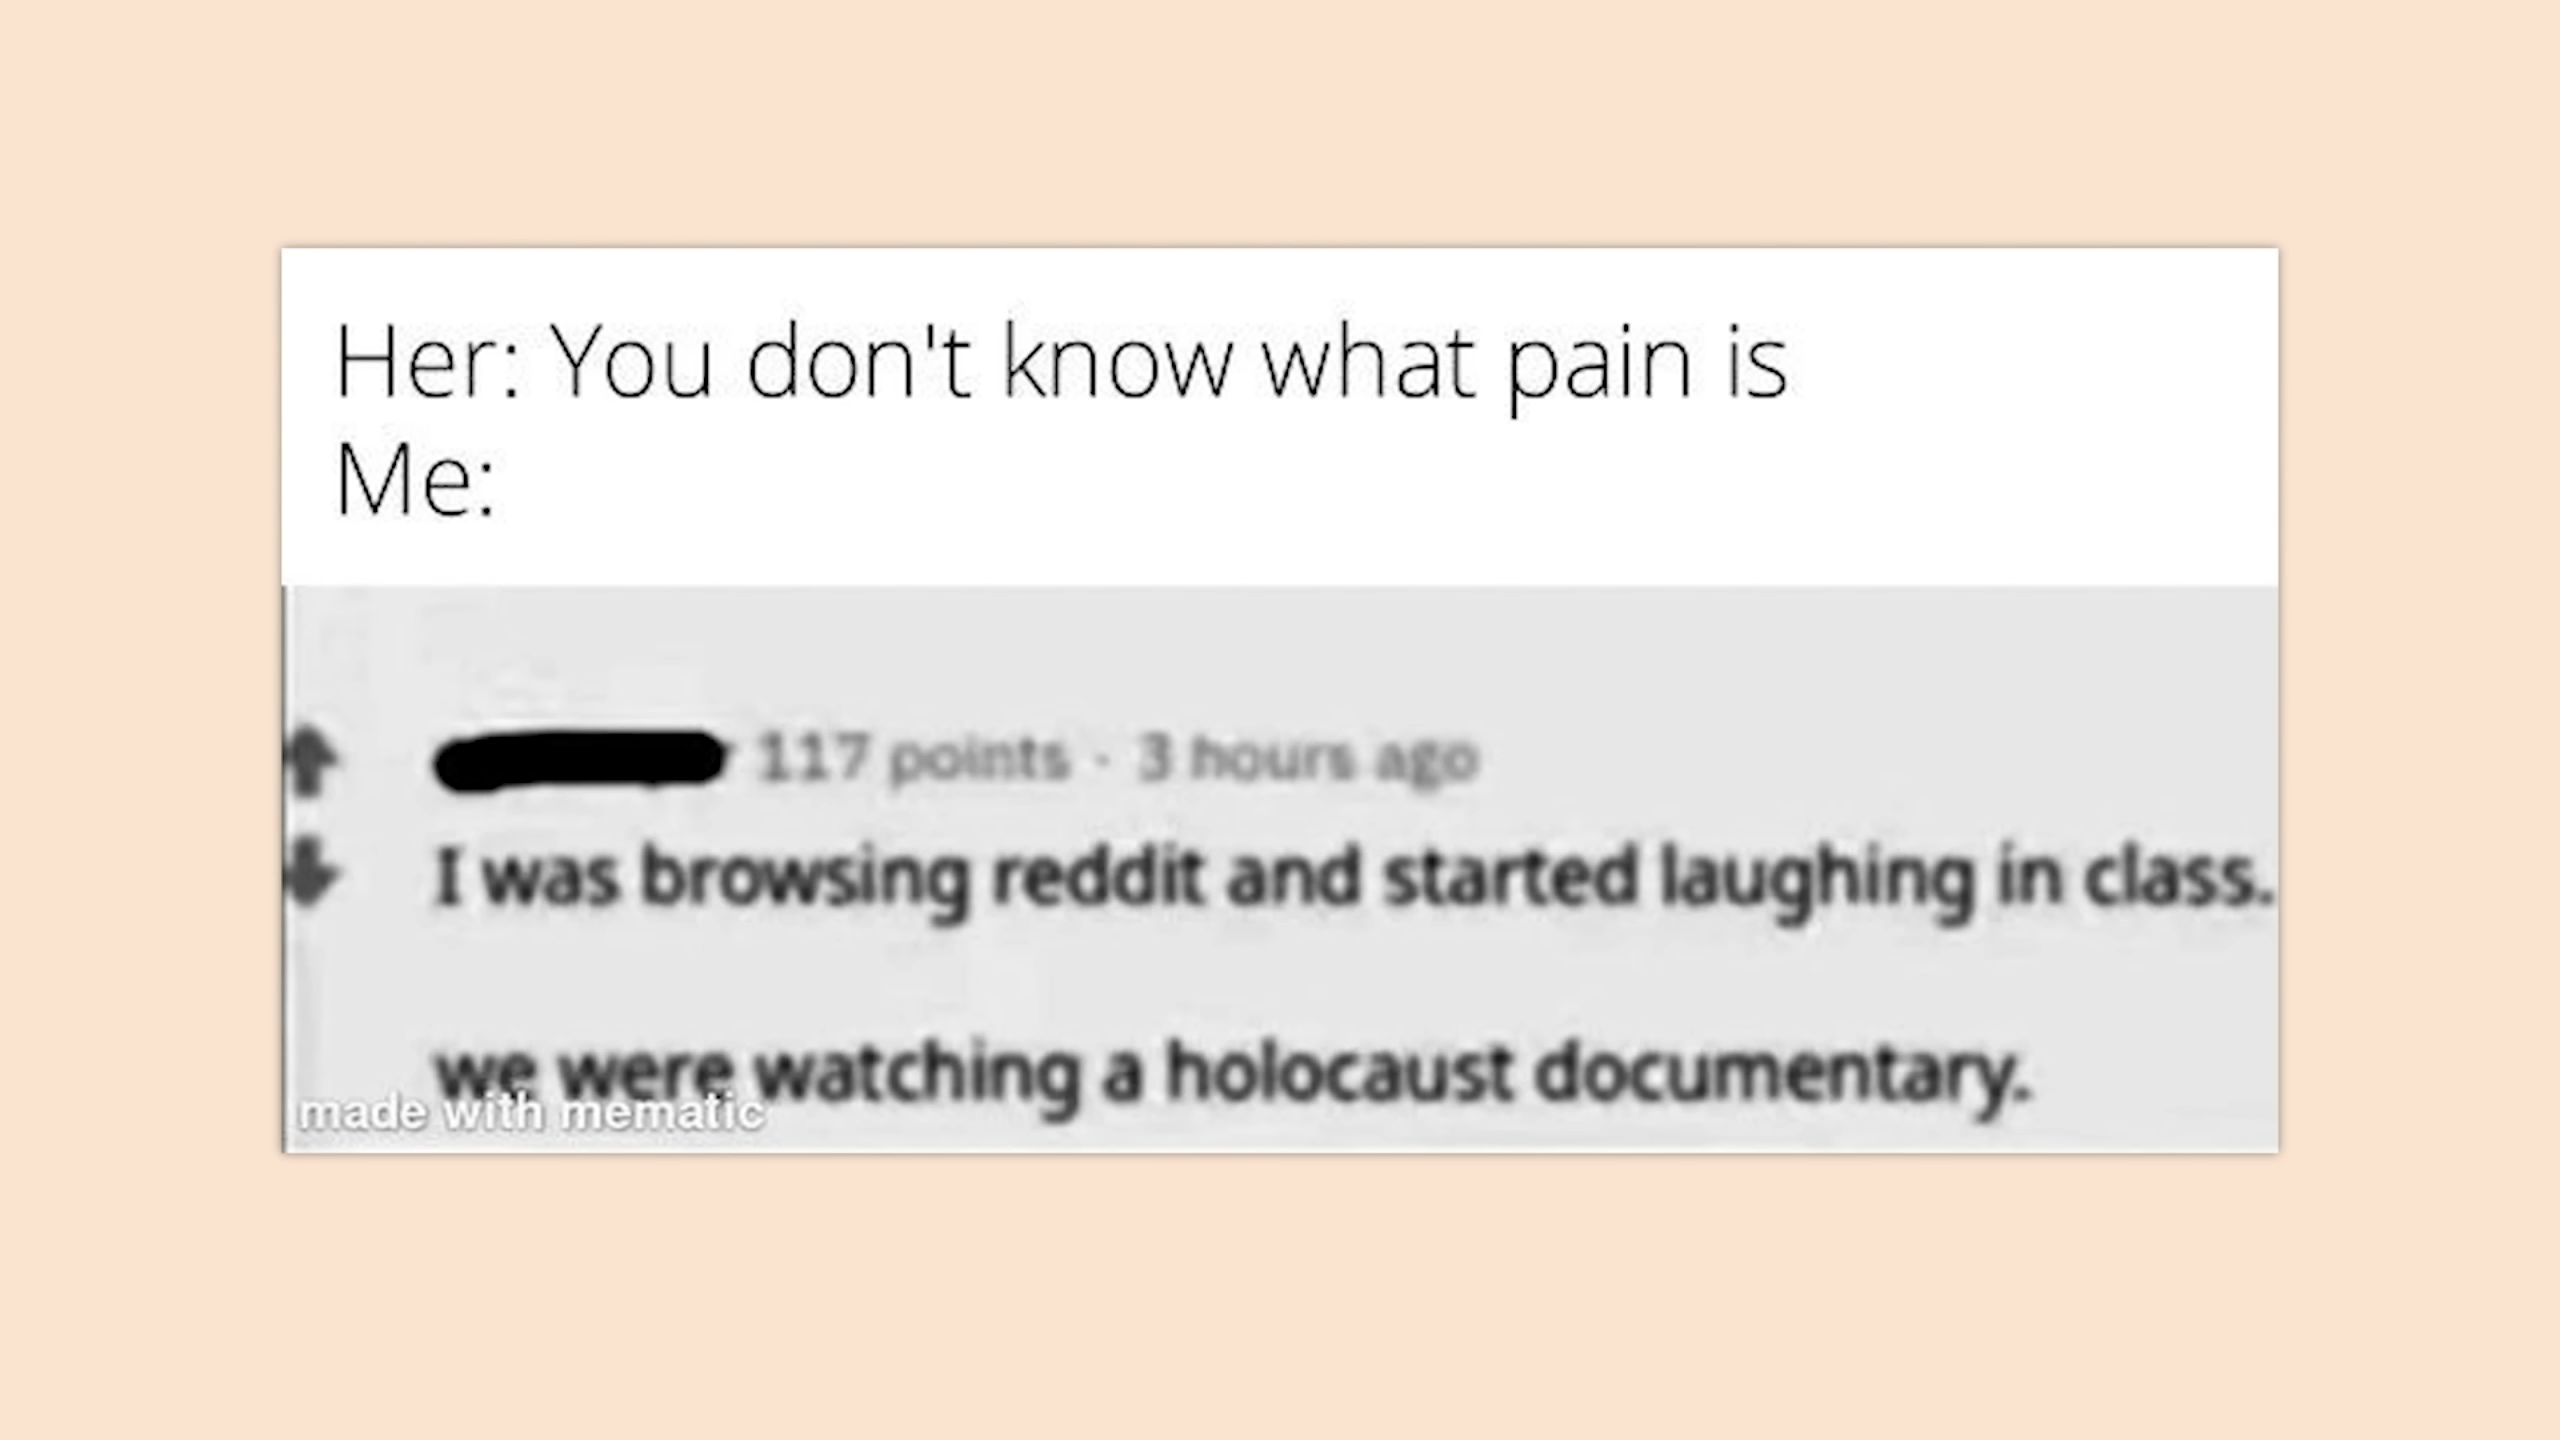 Her: You don't know what pain is
Me:
117 points · 3 hours ago
I was browsing reddit and started laughing in class.
we were watching a holocaust documentary.
made with mematic